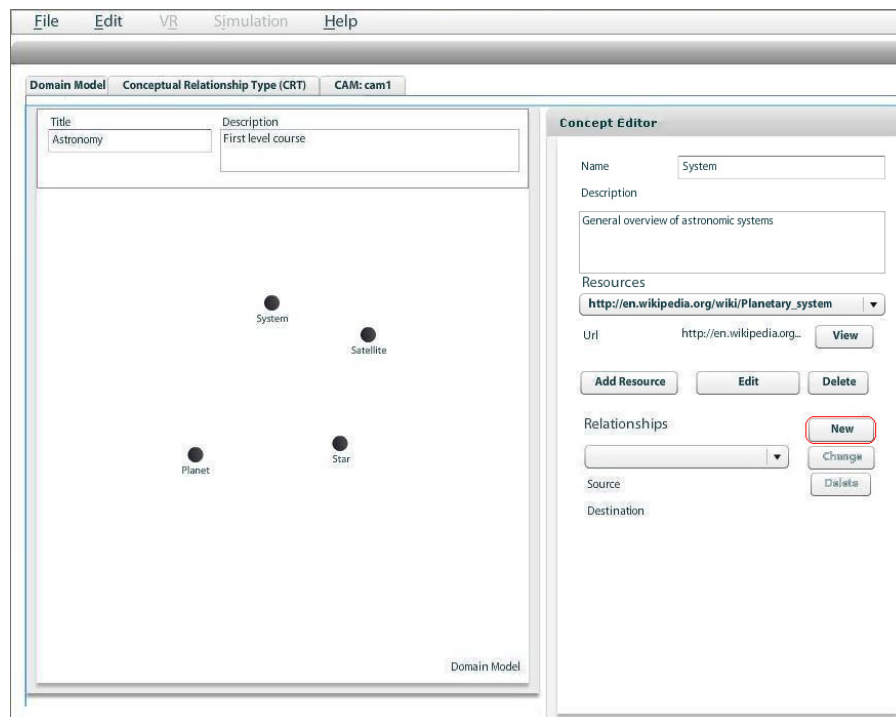 File Edit VR Simulation Help
Domain Model Conceptual Relationship Type (CRT) CAM: cam1
Title Description
Astronomy First level course
System
Satellite
Star
Planet
Domain Model
Concept Editor
Name System
Description
General overview of astronomic systems
Resources
http://en.wikipedia.org/wiki/Planetary_system
Url http://en.wikipedia.org... View
Add Resource Edit Delete
Relationships New
Change
Source Delete
Destination